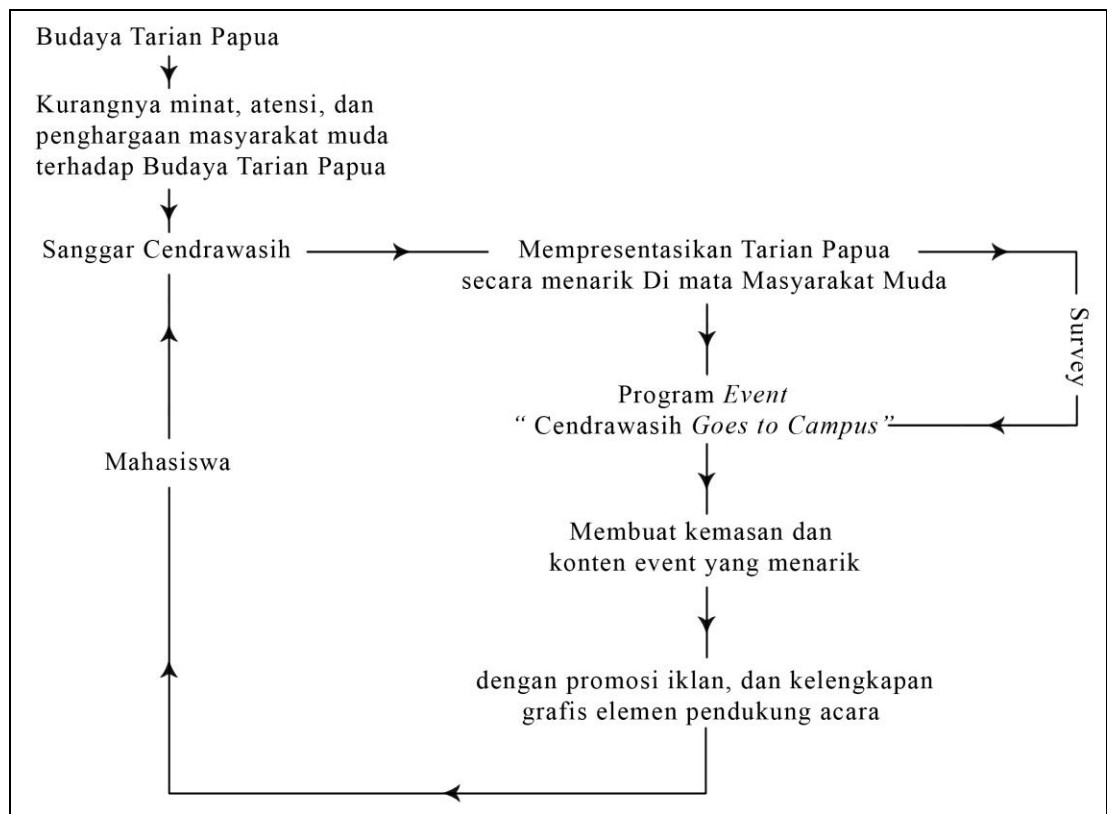 Budaya Tarian Papua
Kurangnya minat, atensi, dan
penghargaan masyarakat muda
terhadap Budaya Tarian Papua
Sanggar Cendrawasih
Mempresentasikan Tarian Papua
secara menarik Di mata Masyarakat Muda
Survey
Program Event
“ Cendrawasih Goes to Campus”
Mahasiswa
Membuat kemasan dan
konten event yang menarik
dengan promosi iklan, dan kelengkapan
grafis elemen pendukung acara